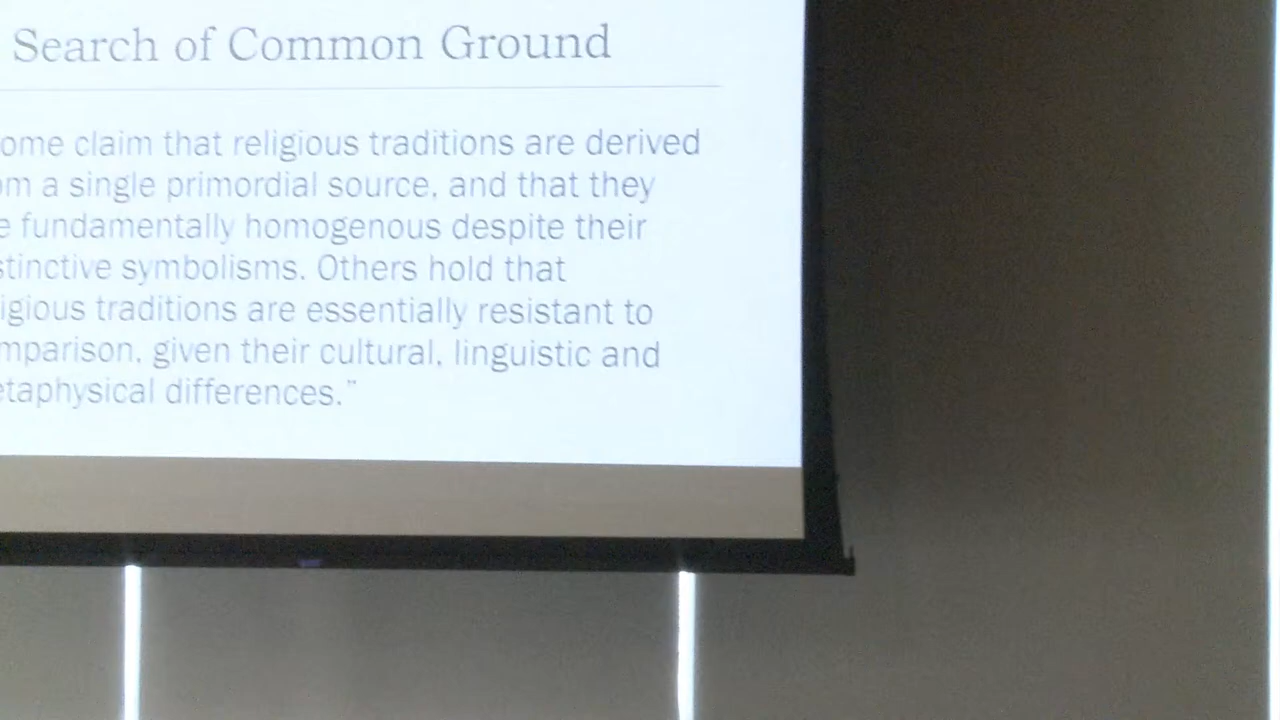 Search of Common Ground
ome claim that religious traditions are derived
om a single primordial source, and that they
e fundamentally homogenous despite their
stinctive symbolisms. Others hold that
igious traditions are essentially resistant to
mparison, given their cultural, linguistic and
etaphysical differences.”